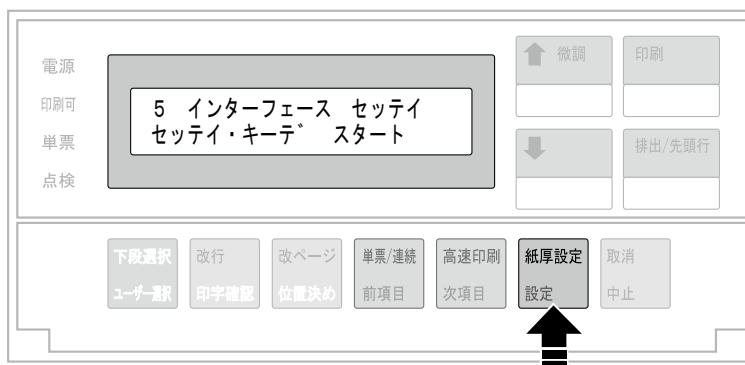 電源
印刷可
単票
点検
5 インターフェース セッテイ
セッテイ・キーデ゛ スタート
微調
印刷
排出/先頭行
下段選択
ユーザー選択
改行
印字確認
改ページ
位置決め
単票/連続
前項目
高速印刷
次項目
紙厚設定
設定
取消
中止